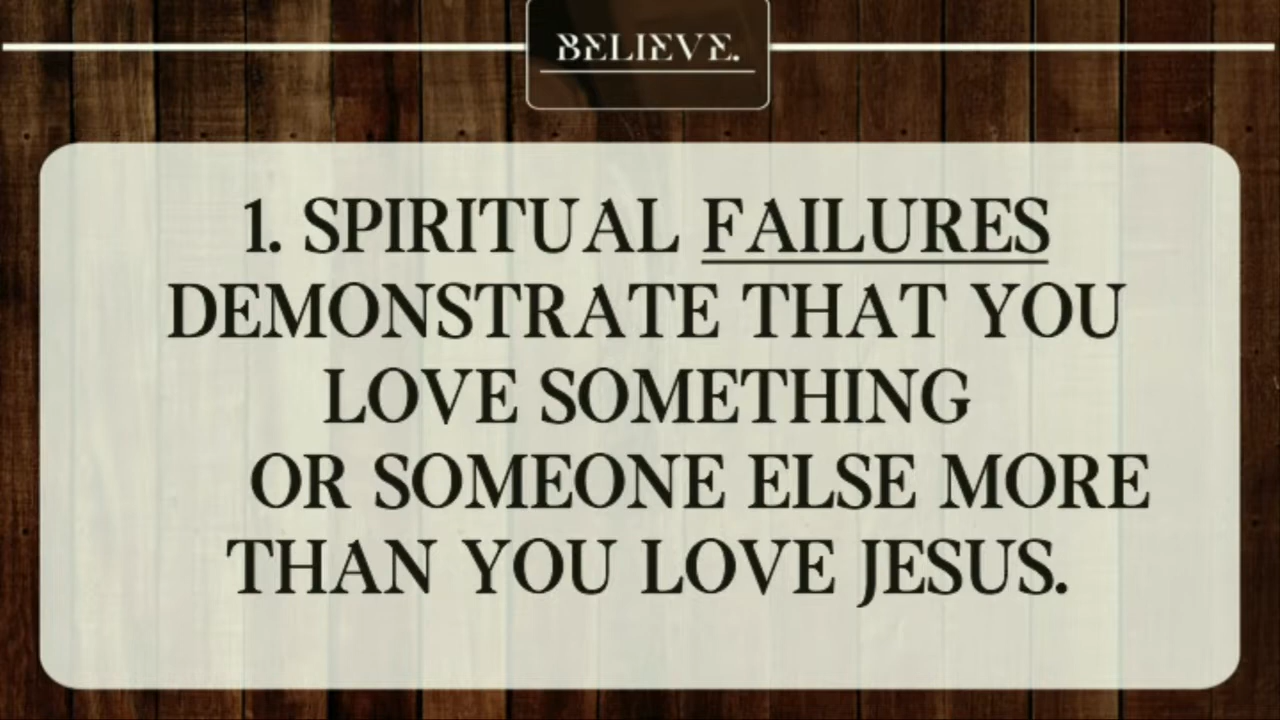 BELIEVE.
1. SPIRITUAL FAILURES
DEMONSTRATE THAT YOU
LOVE SOMETHING
OR SOMEONE ELSE MORE
THAN YOU LOVE JESUS.